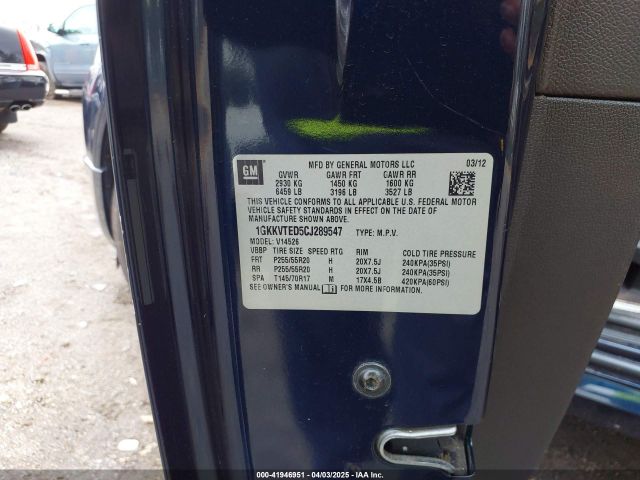 GM
MFD BY GENERAL MOTORS LLC 03/12
GVWR GAWR FRT GAWR RR
2930 KG 1450 KG 1600 KG
6459 LB 3196 LB 3527 LB
THIS VEHICLE CONFORMS TO ALL APPLICABLE U.S. FEDERAL MOTOR
VEHICLE SAFETY STANDARDS IN EFFECT ON THE DATE OF
MANUFACTURE SHOWN ABOVE.
1GKKVTED5CJ289547 TYPE: M.P.V.
MODEL: V14526
VBBP TIRE SIZE SPEED RTG RIM COLD TIRE PRESSURE
FRT P255/55R20 H 20X7.5J 240KPA(35PSI)
RR P255/55R20 H 20X7.5J 240KPA(35PSI)
SPA T145/70R17 M 17X4.5B 420KPA(60PSI)
SEE OWNER'S MANUAL FOR MORE INFORMATION.
000-41946951 - 04/03/2025 - IAAI Inc.